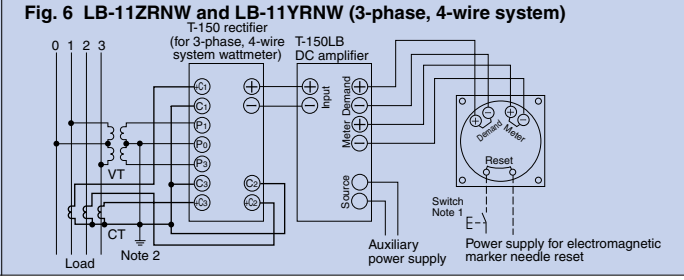 Fig. 6 LB-11ZRNW and LB-11YRNW (3-phase, 4-wire system)
T-150 rectifier
(for 3-phase, 4-wire
system wattmeter)
T-150LB
DC amplifier
0 1 2 3
+C1
C1
P1
P0
P3
C3
+C3
C2
+C2
+
−
+
−
Input
+
−
+
−
Meter Demand
Source
+ − + −
Demand Meter
Reset
VT
CT
Load
Note 2
Switch
Note 1
Auxiliary
power supply
Power supply for electromagnetic
marker needle reset